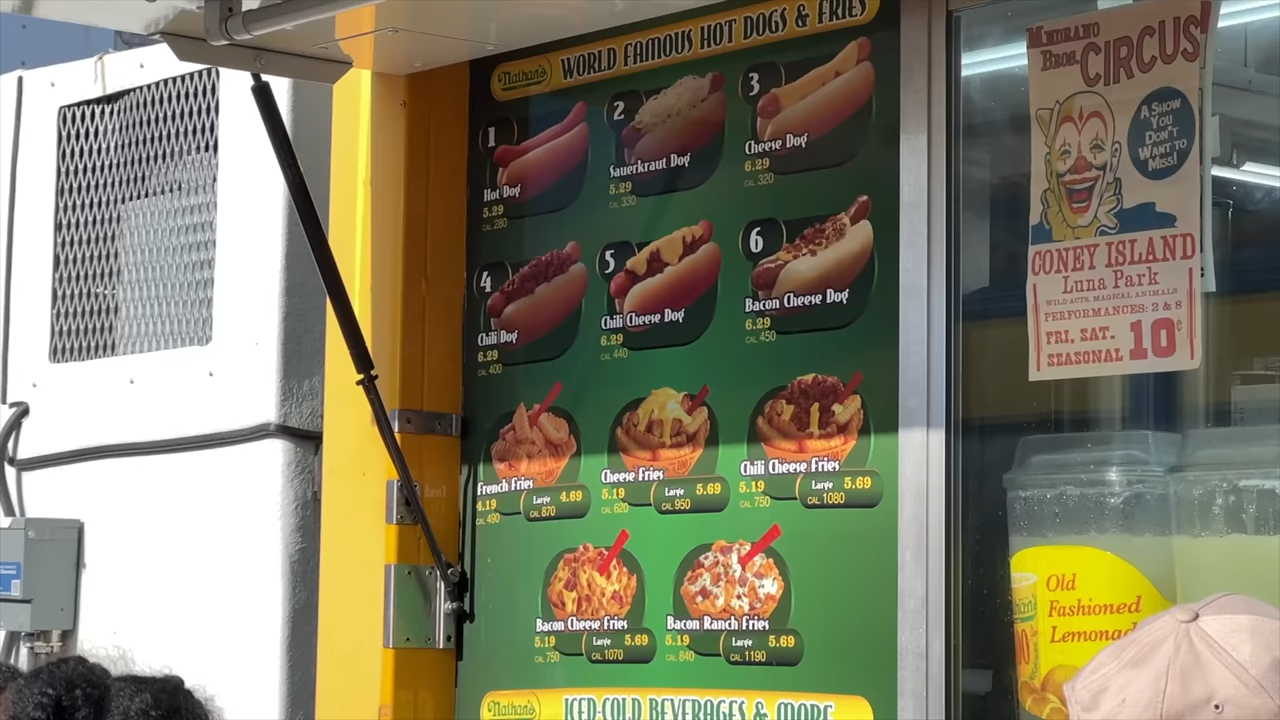 Nathan's WORLD FAMOUS HOT DOGS & FRIES
1
Hot Dog
5.29
CAL 280
2
Sauerkraut Dog
5.29
CAL 330
3
Cheese Dog
6.29
CAL 320
4
Chili Dog
6.29
CAL 400
5
Chili Cheese Dog
6.29
CAL 440
6
Bacon Cheese Dog
6.29
CAL 450
French Fries
4.19 Large 4.69
CAL 490 CAL 870
Cheese Fries
5.19 Large 5.69
CAL 620 CAL 950
Chili Cheese Fries
5.19 Large 5.69
CAL 750 CAL 1080
Bacon Cheese Fries
5.19 Large 5.69
CAL 750 CAL 1070
Bacon Ranch Fries
5.19 Large 5.69
CAL 840 CAL 1190
Nathan's ICED-COLD BEVERAGES & MORE
MEDRANO
BROS. CIRCUS
A SHOW
YOU
DON'T
WANT TO
MISS!
CONEY ISLAND
Luna Park
WILD ACTS, MAGICAL ANIMALS
PERFORMANCES: 2 & 8
FRI, SAT.
SEASONAL 10¢
Old
Fashioned
Lemonad